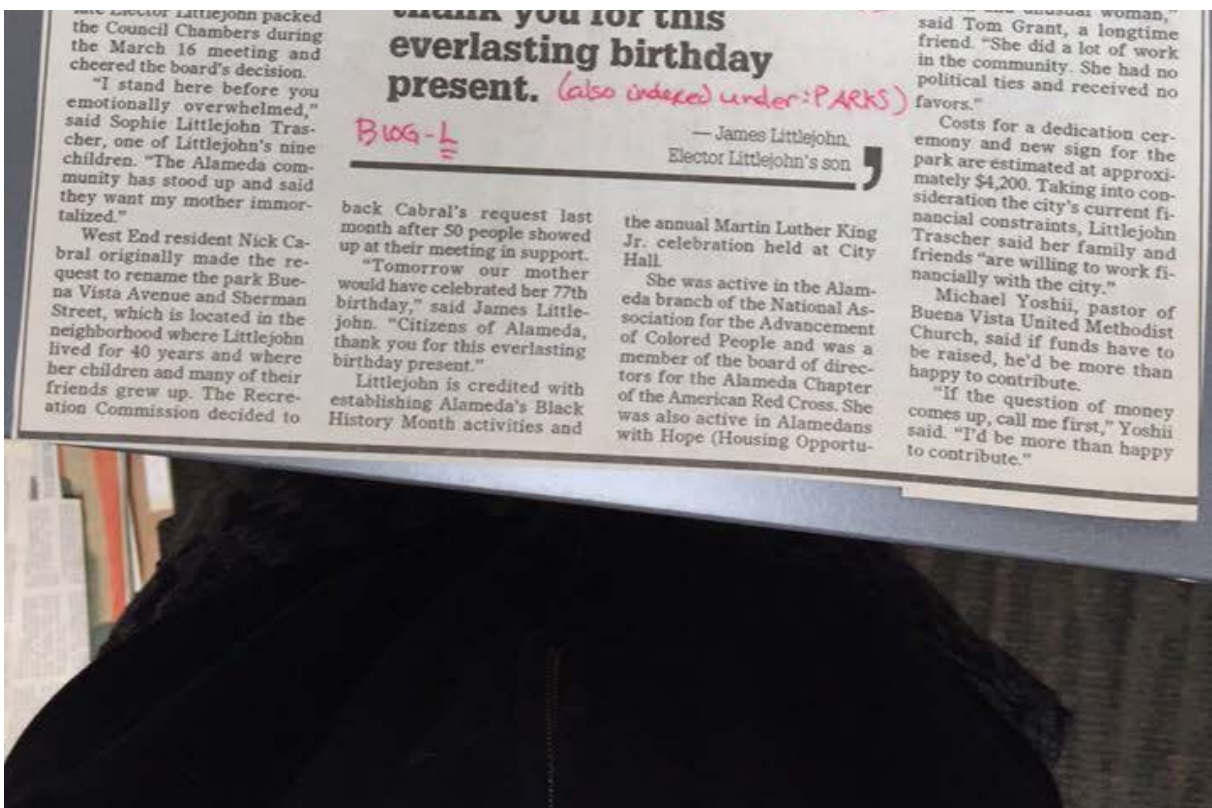 Elector Littlejohn packed
the Council Chambers during
the March 16 meeting and
cheered the board's decision.
"I stand here before you
emotionally overwhelmed,"
said Sophie Littlejohn Tras-
cher, one of Littlejohn's nine
children. "The Alameda com-
munity has stood up and said
they want my mother immor-
talized."
West End resident Nick Ca-
bral originally made the re-
quest to rename the park Bue-
na Vista Avenue and Sherman
Street, which is located in the
neighborhood where Littlejohn
lived for 40 years and where
her children and many of their
friends grew up. The Recre-
ation Commission decided to
thank you for this
everlasting birthday
present.
(also indexed under: PARKS)
BIOG-L
— James Littlejohn,
Elector Littlejohn's son
back Cabral's request last
month after 50 people showed
up at their meeting in support.
"Tomorrow our mother
would have celebrated her 77th
birthday," said James Little-
john. "Citizens of Alameda,
thank you for this everlasting
birthday present."
Littlejohn is credited with
establishing Alameda's Black
History Month activities and
the annual Martin Luther King
Jr. celebration held at City
Hall.
She was active in the Alam-
eda branch of the National As-
sociation for the Advancement
of Colored People and was a
member of the board of direc-
tors for the Alameda Chapter
of the American Red Cross. She
was also active in Alamedans
with Hope (Housing Opportu-
unusual woman,"
said Tom Grant, a longtime
friend. "She did a lot of work
in the community. She had no
political ties and received no
favors."
Costs for a dedication cer-
emony and new sign for the
park are estimated at approxi-
mately $4,200. Taking into con-
sideration the city's current fi-
nancial constraints, Littlejohn
Trascher said her family and
friends "are willing to work fi-
nancially with the city."
Michael Yoshii, pastor of
Buena Vista United Methodist
Church, said if funds have to
be raised, he'd be more than
happy to contribute.
"If the question of money
comes up, call me first," Yoshii
said. "I'd be more than happy
to contribute."